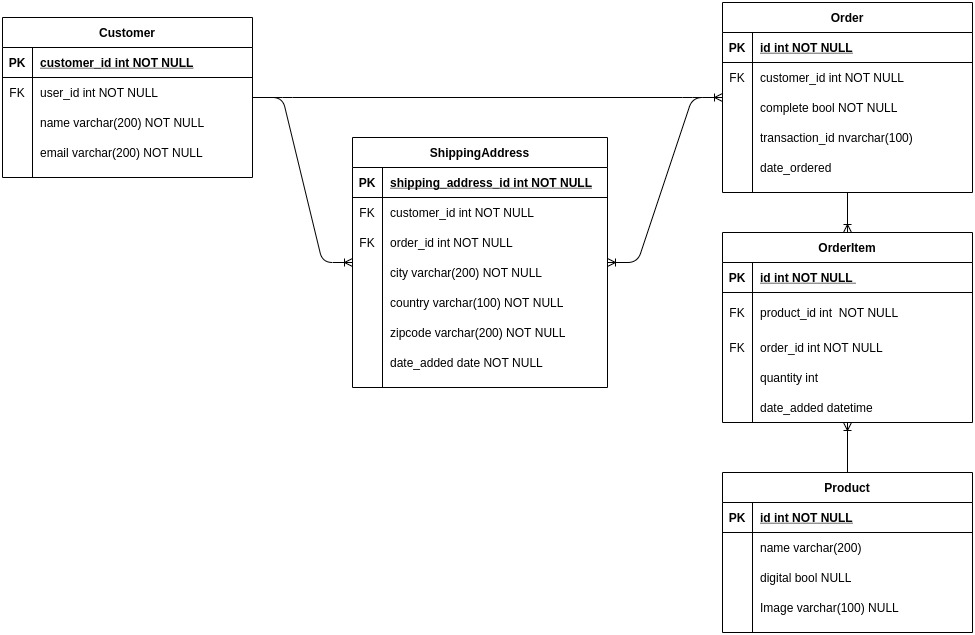 Customer
PK customer_id int NOT NULL
FK user_id int NOT NULL
name varchar(200) NOT NULL
email varchar(200) NOT NULL
ShippingAddress
PK shipping_address_id int NOT NULL
FK customer_id int NOT NULL
FK order_id int NOT NULL
city varchar(200) NOT NULL
country varchar(100) NOT NULL
zipcode varchar(200) NOT NULL
date_added date NOT NULL
Order
PK id int NOT NULL
FK customer_id int NOT NULL
complete bool NOT NULL
transaction_id nvarchar(100)
date_ordered
OrderItem
PK id int NOT NULL
FK product_id int  NOT NULL
FK order_id int NOT NULL
quantity int
date_added datetime
Product
PK id int NOT NULL
name varchar(200)
digital bool NULL
Image varchar(100) NULL